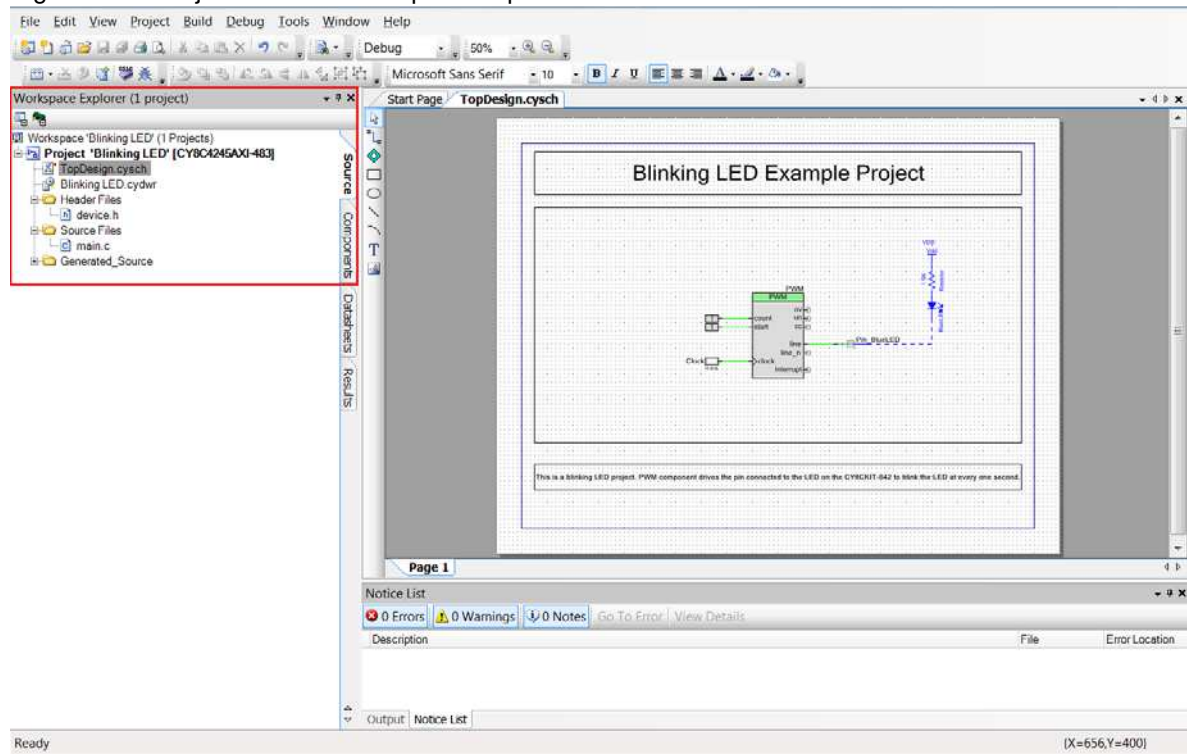 File Edit View Project Build Debug Tools Window Help
Debug 50%
Microsoft Sans Serif 10 B I U A
Workspace Explorer (1 project)
Start Page TopDesign.cysch
Workspace 'Blinking LED' (1 Projects)
Project 'Blinking LED' [CY8C4245AXI-483]
TopDesign.cysch
Blinking LED.cydwr
Header Files
device.h
Source Files
main.c
Generated_Source
Source
Components
Datasheets
Results
T
Blinking LED Example Project
PWM
PWM
count
start
line
line_n
Clock
clock
interrupt
Pin_BlueLED
This is a blinking LED project. PWM component drives the pin connected to the LED on the CY8CKIT-042 to blink the LED at every one second.
Page 1
Notice List
0 Errors 0 Warnings 0 Notes Go To Error View Details
Description File Error Location
Output Notice List
Ready [X=656,Y=400]